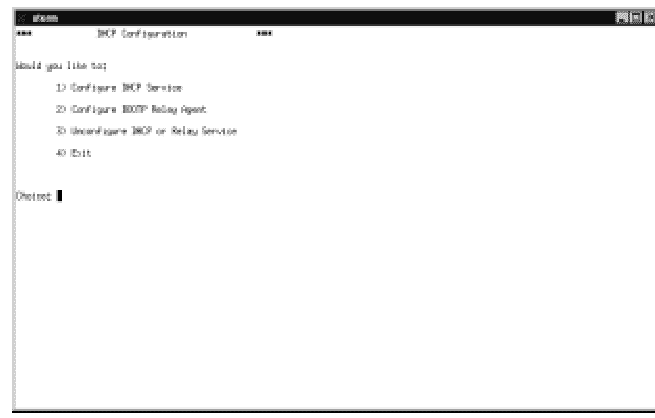 xterm
*** DHCP Configuration ***
Would you like to:
1) Configure DHCP Service
2) Configure BOOTP Relay Agent
3) Unconfigure DHCP or Relay Service
4) Exit
Choice: